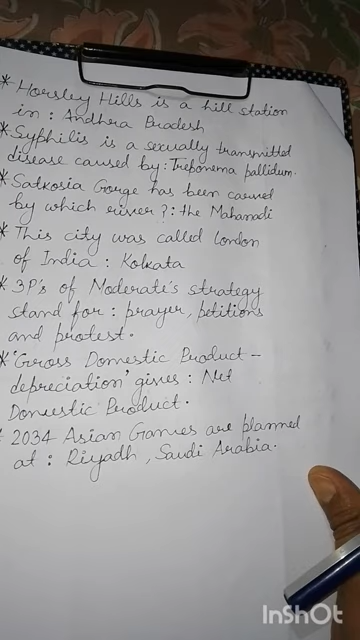 * Horsley Hills is a hill station
in : Andhra Pradesh
* Syphilis is a sexually transmitted
disease caused by : Treponema pallidum.
* Satkosia Gorge has been carved
by which river? : the Mahanadi
* This city was called London
of India : Kolkata
* 3P's of Moderate's strategy
stand for : prayer, petitions
and protest.
* 'Gross Domestic Product -
depreciation' gives : Net
Domestic Product.
* 2034 Asian Games are planned
at : Riyadh, Saudi Arabia.
InShOt